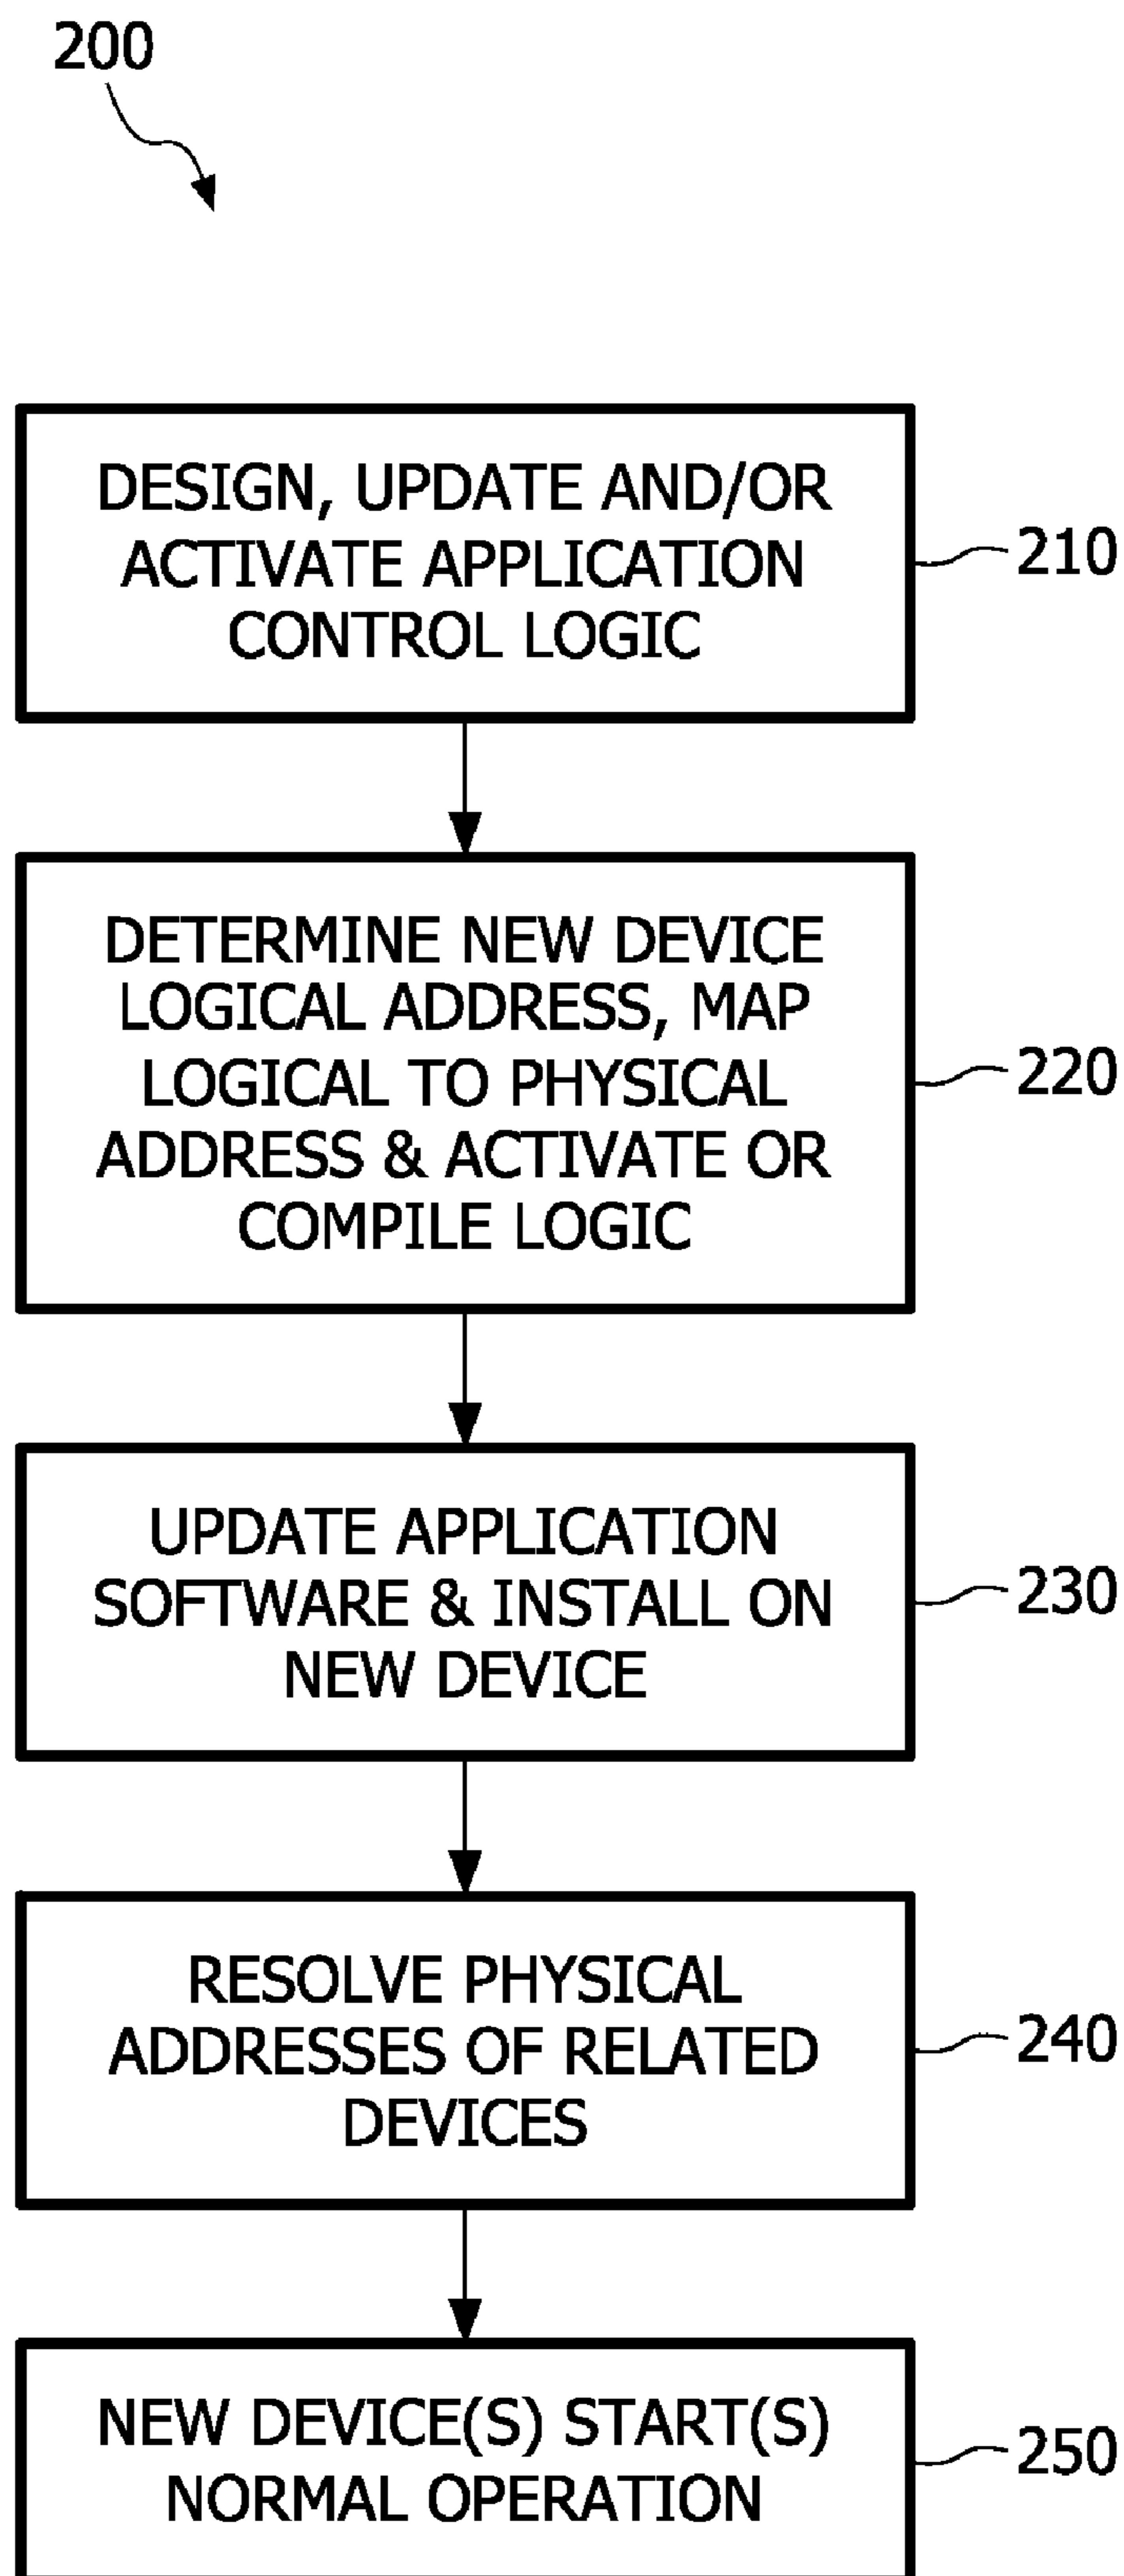 200
DESIGN, UPDATE AND/OR
ACTIVATE APPLICATION
CONTROL LOGIC
210
DETERMINE NEW DEVICE
LOGICAL ADDRESS, MAP
LOGICAL TO PHYSICAL
ADDRESS & ACTIVATE OR
COMPILE LOGIC
220
UPDATE APPLICATION
SOFTWARE & INSTALL ON
NEW DEVICE
230
RESOLVE PHYSICAL
ADDRESSES OF RELATED
DEVICES
240
NEW DEVICE(S) START(S)
NORMAL OPERATION
250